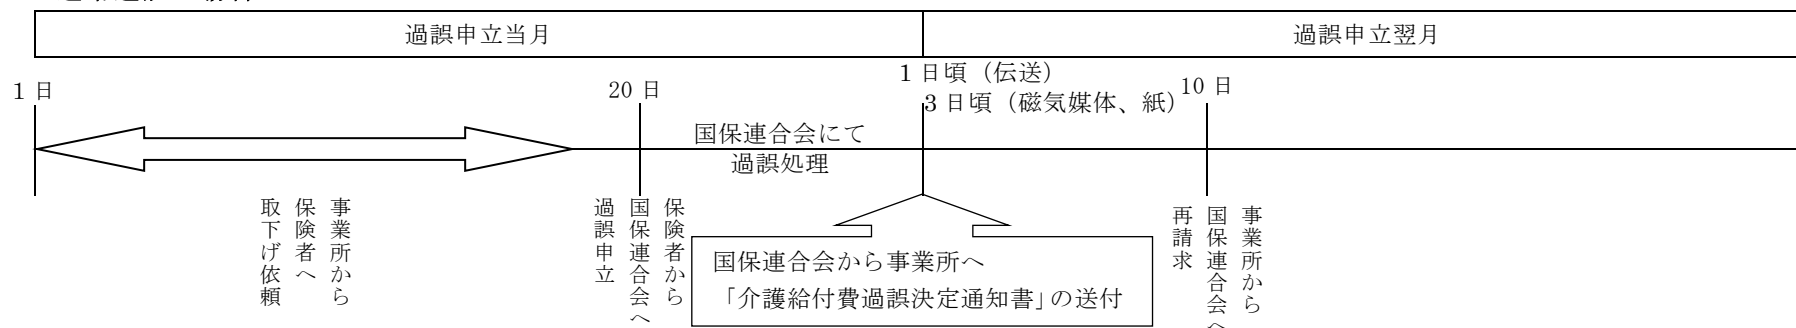 過誤申立当月
過誤申立翌月
1日
20日
1日頃（伝送）
3日頃（磁気媒体、紙）
10日
国保連合会にて
過誤処理
事業所から
保険者へ
取下げ依頼
保険者から
国保連合会へ
過誤申立
国保連合会から事業所へ
「介護給付費過誤決定通知書」の送付
事業所から
国保連合会へ
再請求